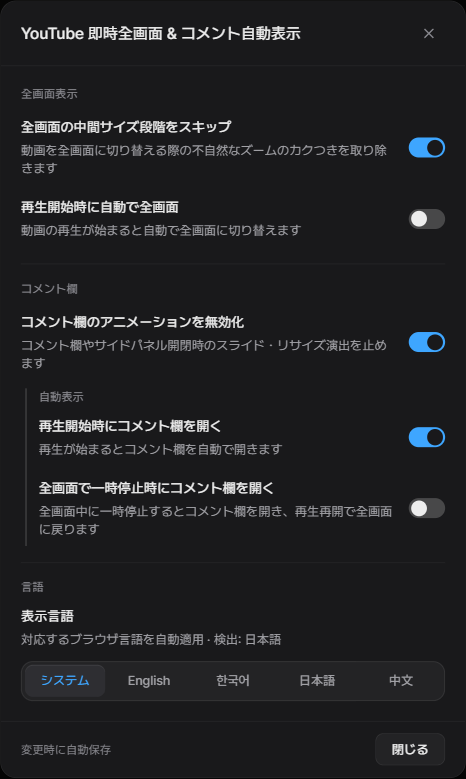 YouTube 即時全画面 & コメント自動表示
全画面表示
全画面の中間サイズ段階をスキップ
動画を全画面に切り替える際の不自然なズームのカクつきを取り除
きます
再生開始時に自動で全画面
動画の再生が始まると自動で全画面に切り替えます
コメント欄
コメント欄のアニメーションを無効化
コメント欄やサイドパネル開閉時のスライド・リサイズ演出を止め
ます
自動表示
再生開始時にコメント欄を開く
再生が始まるとコメント欄を自動で開きます
全画面で一時停止時にコメント欄を開く
全画面中に一時停止するとコメント欄を開き、再生再開で全画面
に戻ります
言語
表示言語
対応するブラウザ言語を自動適用 · 検出: 日本語
システム English 한국어 日本語 中文
変更時に自動保存 閉じる